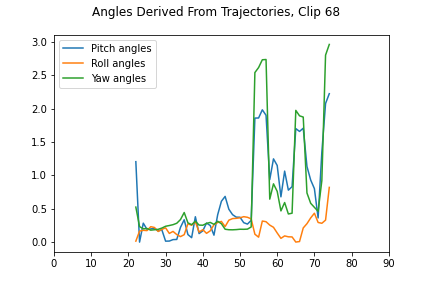 Angles Derived From Trajectories, Clip 68
Pitch angles
Roll angles
Yaw angles
3.0
2.5
2.0
1.5
1.0
0.5
0.0
0 10 20 30 40 50 60 70 80 90